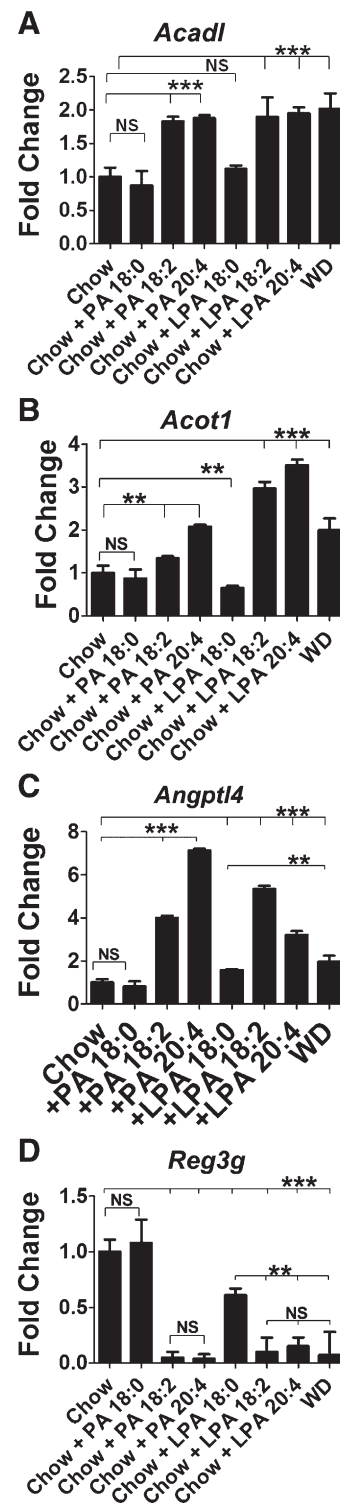 A
Acadl
***
NS
***
NS
Fold Change
2.5
2.0
1.5
1.0
0.5
0.0
Chow
Chow + PA 18:0
Chow + PA 18:2
Chow + PA 20:4
Chow + LPA 18:0
Chow + LPA 18:2
Chow + LPA 20:4
WD
B
Acot1
***
**
**
NS
Fold Change
4
3
2
1
0
Chow
Chow + PA 18:0
Chow + PA 18:2
Chow + PA 20:4
Chow + LPA 18:0
Chow + LPA 18:2
Chow + LPA 20:4
WD
C
Angptl4
***
***
**
NS
Fold Change
8
6
4
2
0
Chow
+PA 18:0
+PA 18:2
+PA 20:4
+LPA 18:0
+LPA 18:2
+LPA 20:4
WD
D
Reg3g
***
NS
**
NS
NS
Fold Change
1.5
1.0
0.5
0.0
Chow
Chow + PA 18:0
Chow + PA 18:2
Chow + PA 20:4
Chow + LPA 18:0
Chow + LPA 18:2
Chow + LPA 20:4
WD